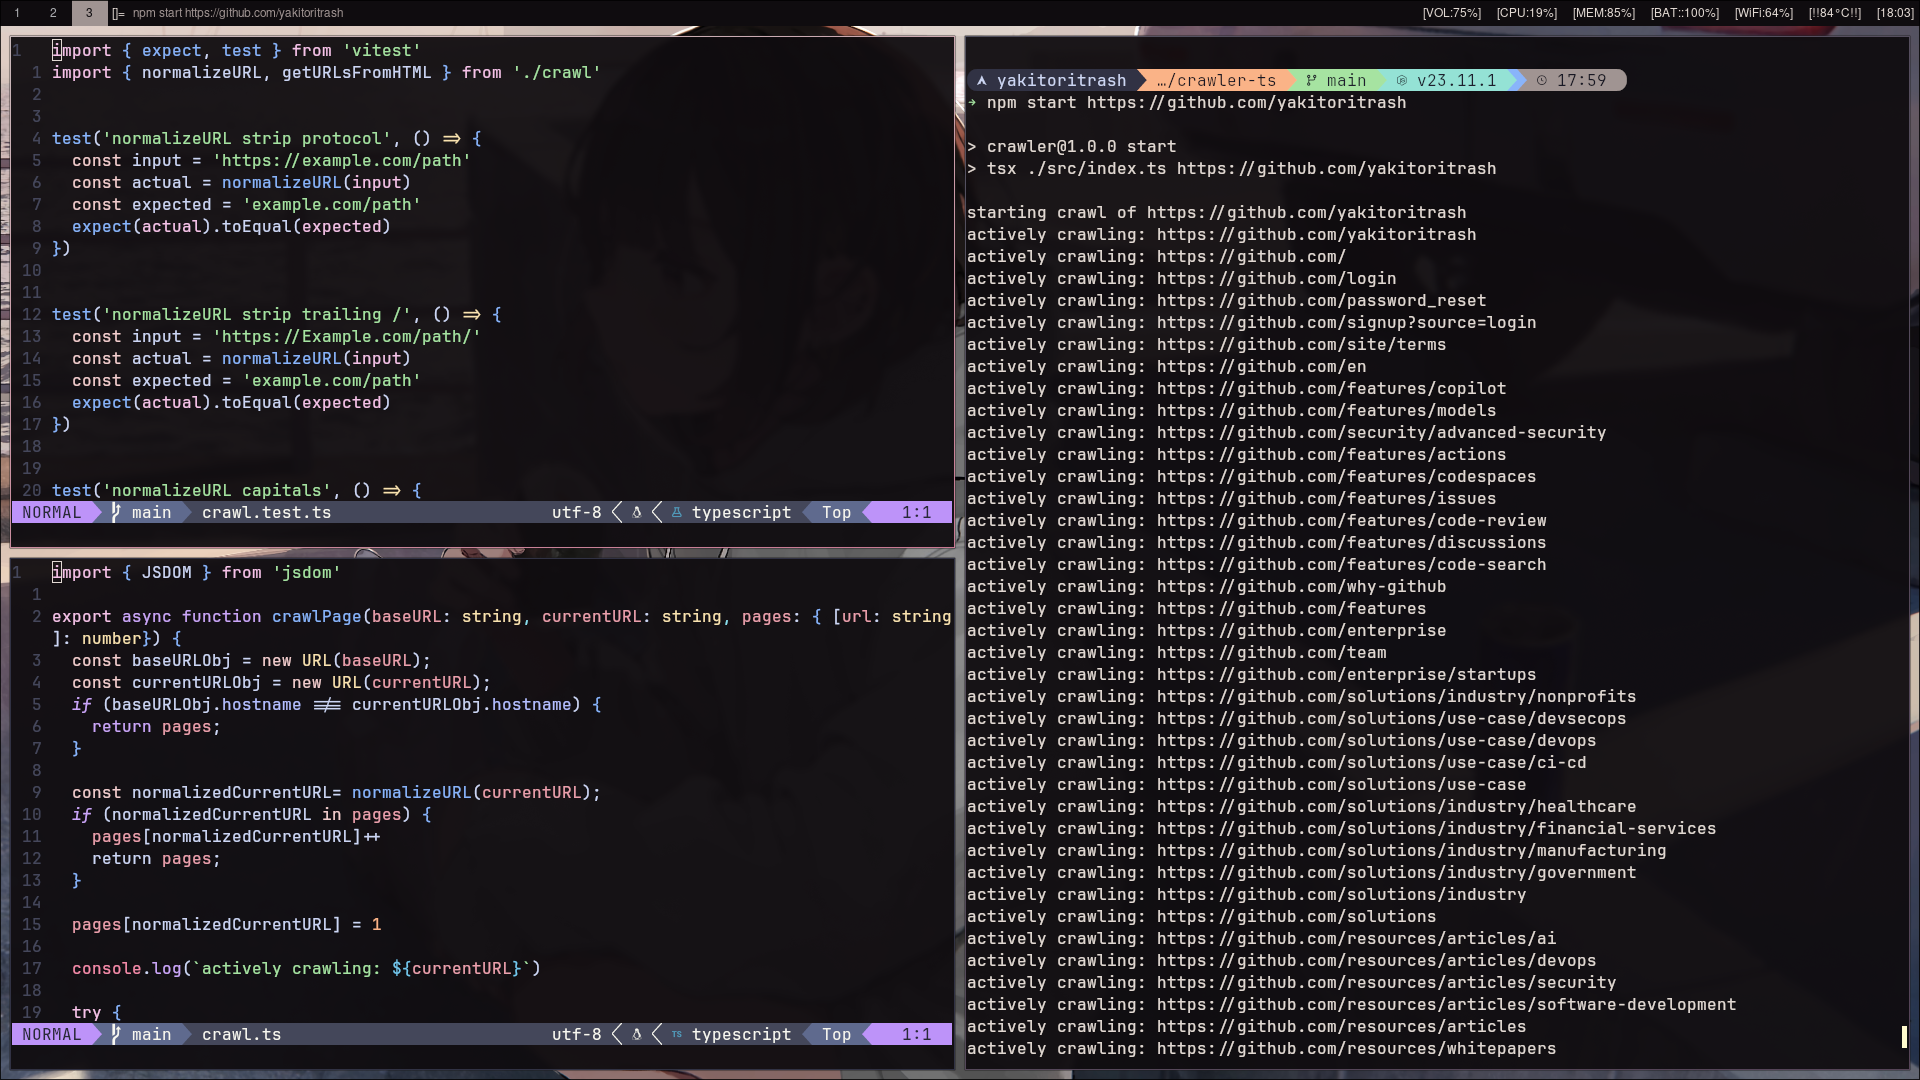 1 2 3 []= npm start https://github.com/yakitoritrash [VOL:75%] [CPU:19%] [MEM:85%] [BAT::100%] [WiFi:64%] [!!84°C!!] [18:03]
1 import { expect, test } from 'vitest'
1 import { normalizeURL, getURLsFromHTML } from './crawl'
2
3
4 test('normalizeURL strip protocol', () => {
5 const input = 'https://example.com/path'
6 const actual = normalizeURL(input)
7 const expected = 'example.com/path'
8 expect(actual).toEqual(expected)
9 })
10
11
12 test('normalizeURL strip trailing /', () => {
13 const input = 'https://Example.com/path/'
14 const actual = normalizeURL(input)
15 const expected = 'example.com/path'
16 expect(actual).toEqual(expected)
17 })
18
19
20 test('normalizeURL capitals', () => {
NORMAL main crawl.test.ts utf-8 typescript Top 1:1
1 import { JSDOM } from 'jsdom'
1
2 export async function crawlPage(baseURL: string, currentURL: string, pages: { [url: string
]: number}) {
3 const baseURLObj = new URL(baseURL);
4 const currentURLObj = new URL(currentURL);
5 if (baseURLObj.hostname !== currentURLObj.hostname) {
6 return pages;
7 }
8
9 const normalizedCurrentURL= normalizeURL(currentURL);
10 if (normalizedCurrentURL in pages) {
11 pages[normalizedCurrentURL]++
12 return pages;
13 }
14
15 pages[normalizedCurrentURL] = 1
16
17 console.log(`actively crawling: ${currentURL}`)
18
19 try {
NORMAL main crawl.ts utf-8 TS typescript Top 1:1
yakitoritrash …/crawler-ts main v23.11.1 17:59
➜ npm start https://github.com/yakitoritrash
> crawler@1.0.0 start
> tsx ./src/index.ts https://github.com/yakitoritrash
starting crawl of https://github.com/yakitoritrash
actively crawling: https://github.com/yakitoritrash
actively crawling: https://github.com/
actively crawling: https://github.com/login
actively crawling: https://github.com/password_reset
actively crawling: https://github.com/signup?source=login
actively crawling: https://github.com/site/terms
actively crawling: https://github.com/en
actively crawling: https://github.com/features/copilot
actively crawling: https://github.com/features/models
actively crawling: https://github.com/security/advanced-security
actively crawling: https://github.com/features/actions
actively crawling: https://github.com/features/codespaces
actively crawling: https://github.com/features/issues
actively crawling: https://github.com/features/code-review
actively crawling: https://github.com/features/discussions
actively crawling: https://github.com/features/code-search
actively crawling: https://github.com/why-github
actively crawling: https://github.com/features
actively crawling: https://github.com/enterprise
actively crawling: https://github.com/team
actively crawling: https://github.com/enterprise/startups
actively crawling: https://github.com/solutions/industry/nonprofits
actively crawling: https://github.com/solutions/use-case/devsecops
actively crawling: https://github.com/solutions/use-case/devops
actively crawling: https://github.com/solutions/use-case/ci-cd
actively crawling: https://github.com/solutions/use-case
actively crawling: https://github.com/solutions/industry/healthcare
actively crawling: https://github.com/solutions/industry/financial-services
actively crawling: https://github.com/solutions/industry/manufacturing
actively crawling: https://github.com/solutions/industry/government
actively crawling: https://github.com/solutions/industry
actively crawling: https://github.com/solutions
actively crawling: https://github.com/resources/articles/ai
actively crawling: https://github.com/resources/articles/devops
actively crawling: https://github.com/resources/articles/security
actively crawling: https://github.com/resources/articles/software-development
actively crawling: https://github.com/resources/articles
actively crawling: https://github.com/resources/whitepapers